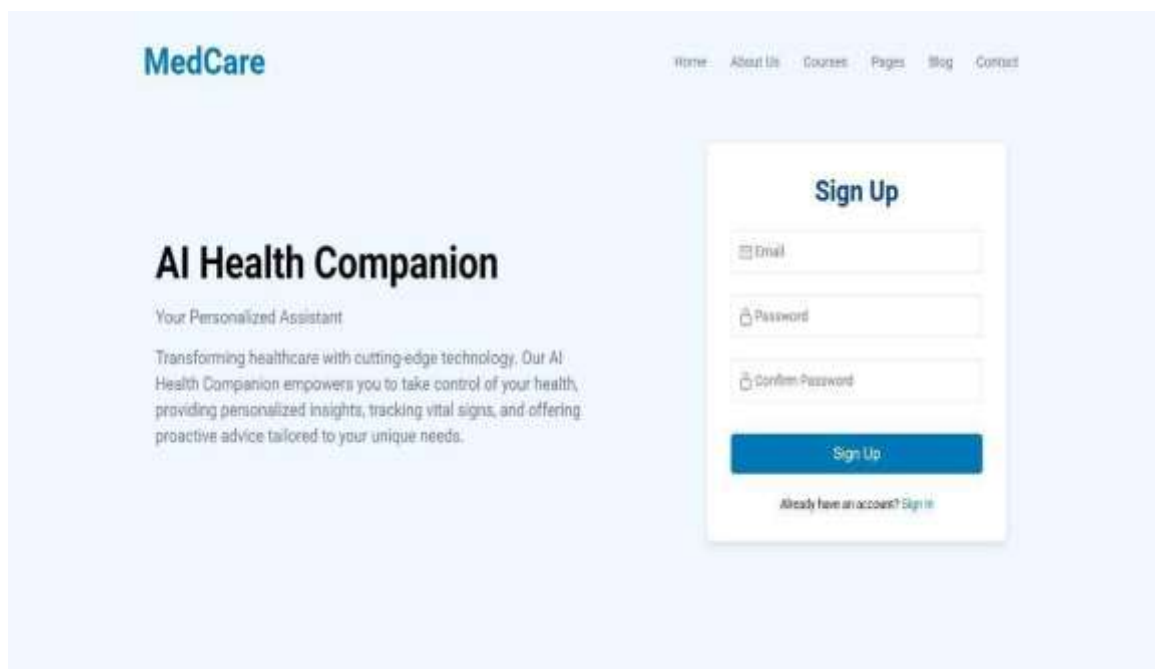 MedCare
Home About Us Courses Pages Blog Contact
AI Health Companion
Your Personalized Assistant
Transforming healthcare with cutting-edge technology. Our AI
Health Companion empowers you to take control of your health,
providing personalized insights, tracking vital signs, and offering
proactive advice tailored to your unique needs.
Sign Up
Email
Password
Confirm Password
Sign Up
Already have an account? Sign In